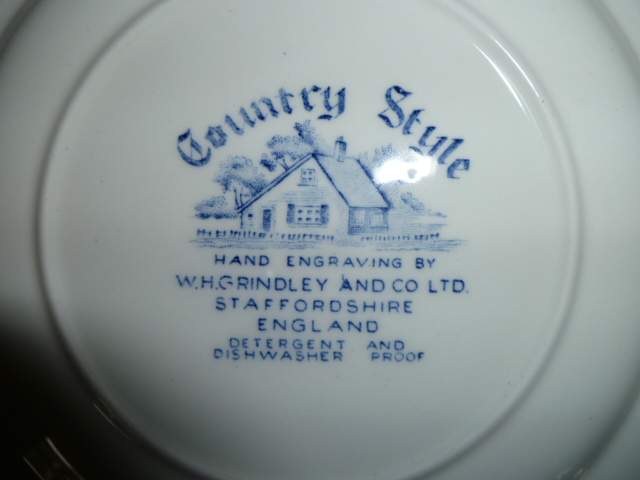 Country Style
HAND ENGRAVING BY
W.H.GRINDLEY AND CO LTD.
STAFFORDSHIRE
ENGLAND
DETERGENT AND
DISHWASHER PROOF